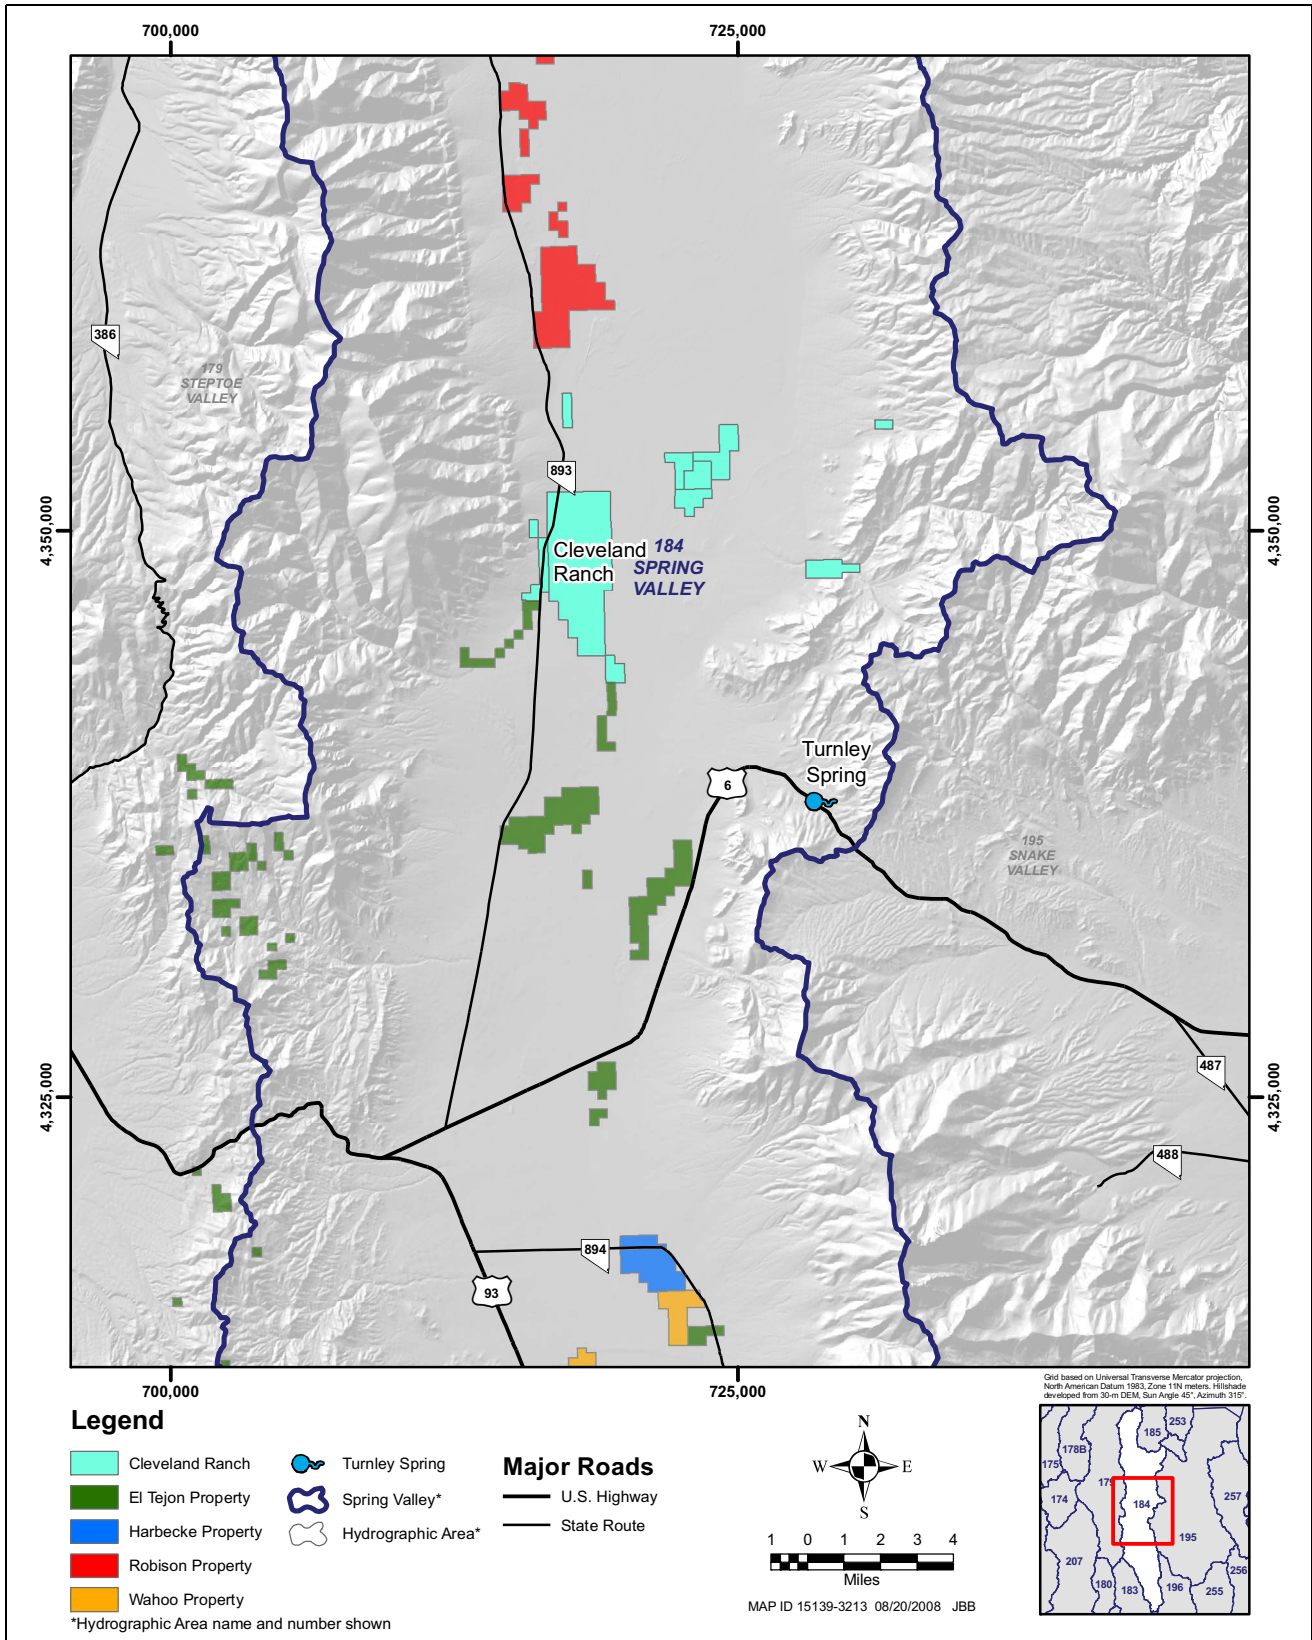 700,000
725,000
386
179
STEPTOE
VALLEY
893
4,350,000
4,350,000
Cleveland
Ranch
184
SPRING
VALLEY
Turnley
Spring
6
195
SNAKE
VALLEY
487
4,325,000
4,325,000
488
894
93
700,000
725,000
Grid based on Universal Transverse Mercator projection,
North American Datum 1983, Zone 11N meters. Hillshade
developed from 30-m DEM, Sun Angle 45°, Azimuth 315°.
Legend
Cleveland Ranch
El Tejon Property
Harbecke Property
Robison Property
Wahoo Property
*Hydrographic Area name and number shown
Turnley Spring
Spring Valley*
Hydrographic Area*
Major Roads
U.S. Highway
State Route
N
W
E
S
1 0 1 2 3 4
Miles
MAP ID 15139-3213 08/20/2008 JBB
253
185
178B
175
179
174
184
257
195
207
256
180
183
196
255